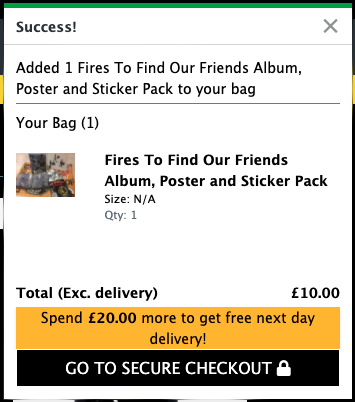 Success!
Added 1 Fires To Find Our Friends Album,
Poster and Sticker Pack to your bag
Your Bag (1)
Fires To Find Our Friends
Album, Poster and Sticker Pack
Size: N/A
Qty: 1
Total (Exc. delivery) £10.00
Spend £20.00 more to get free next day
delivery!
GO TO SECURE CHECKOUT